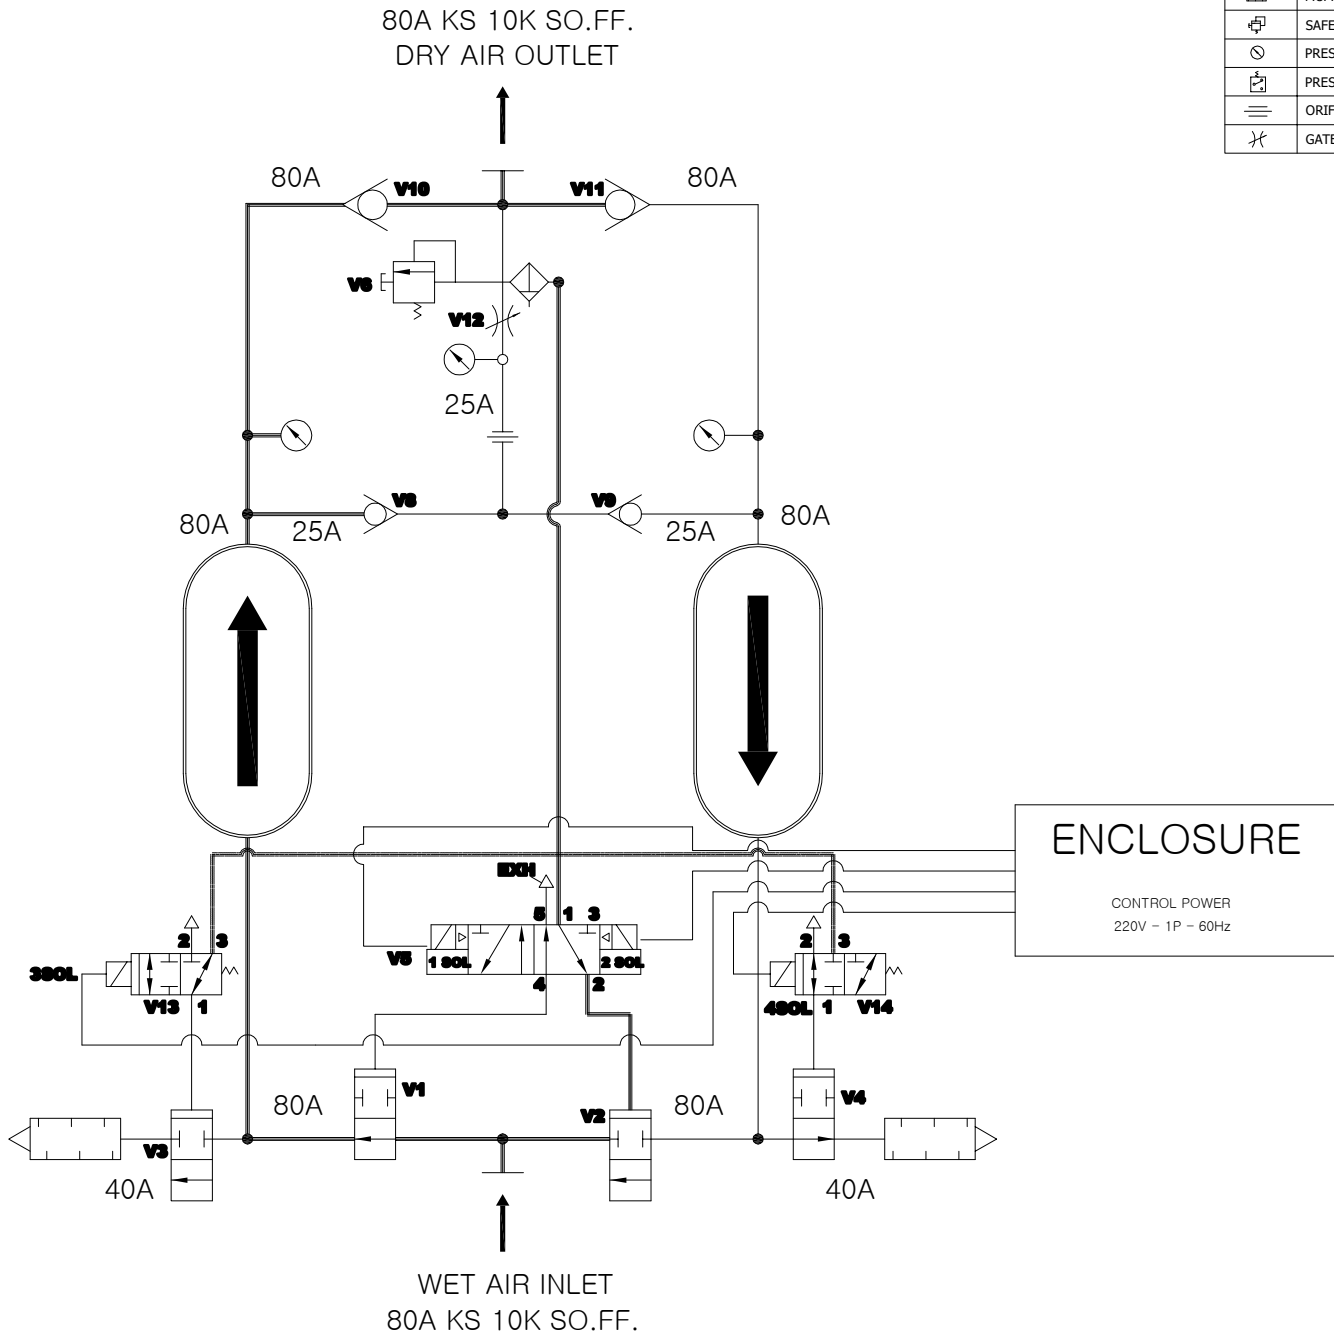 80A KS 10K SO.FF.
DRY AIR OUTLET
ORIF
GATE
SAFE
PRES
PRES
80A
V10
V11
80A
V6
V12
25A
80A
25A
V8
V9
25A
80A
ENCLOSURE
CONTROL POWER
220V - 1P - 60Hz
EXH
5 1 3
V5
1 SOL
2 SOL
4 2
2 3
3SOL
V13 1
2 3
4SOL 1 V14
80A
V1
V2
80A
V4
V3
40A
40A
WET AIR INLET
80A KS 10K SO.FF.